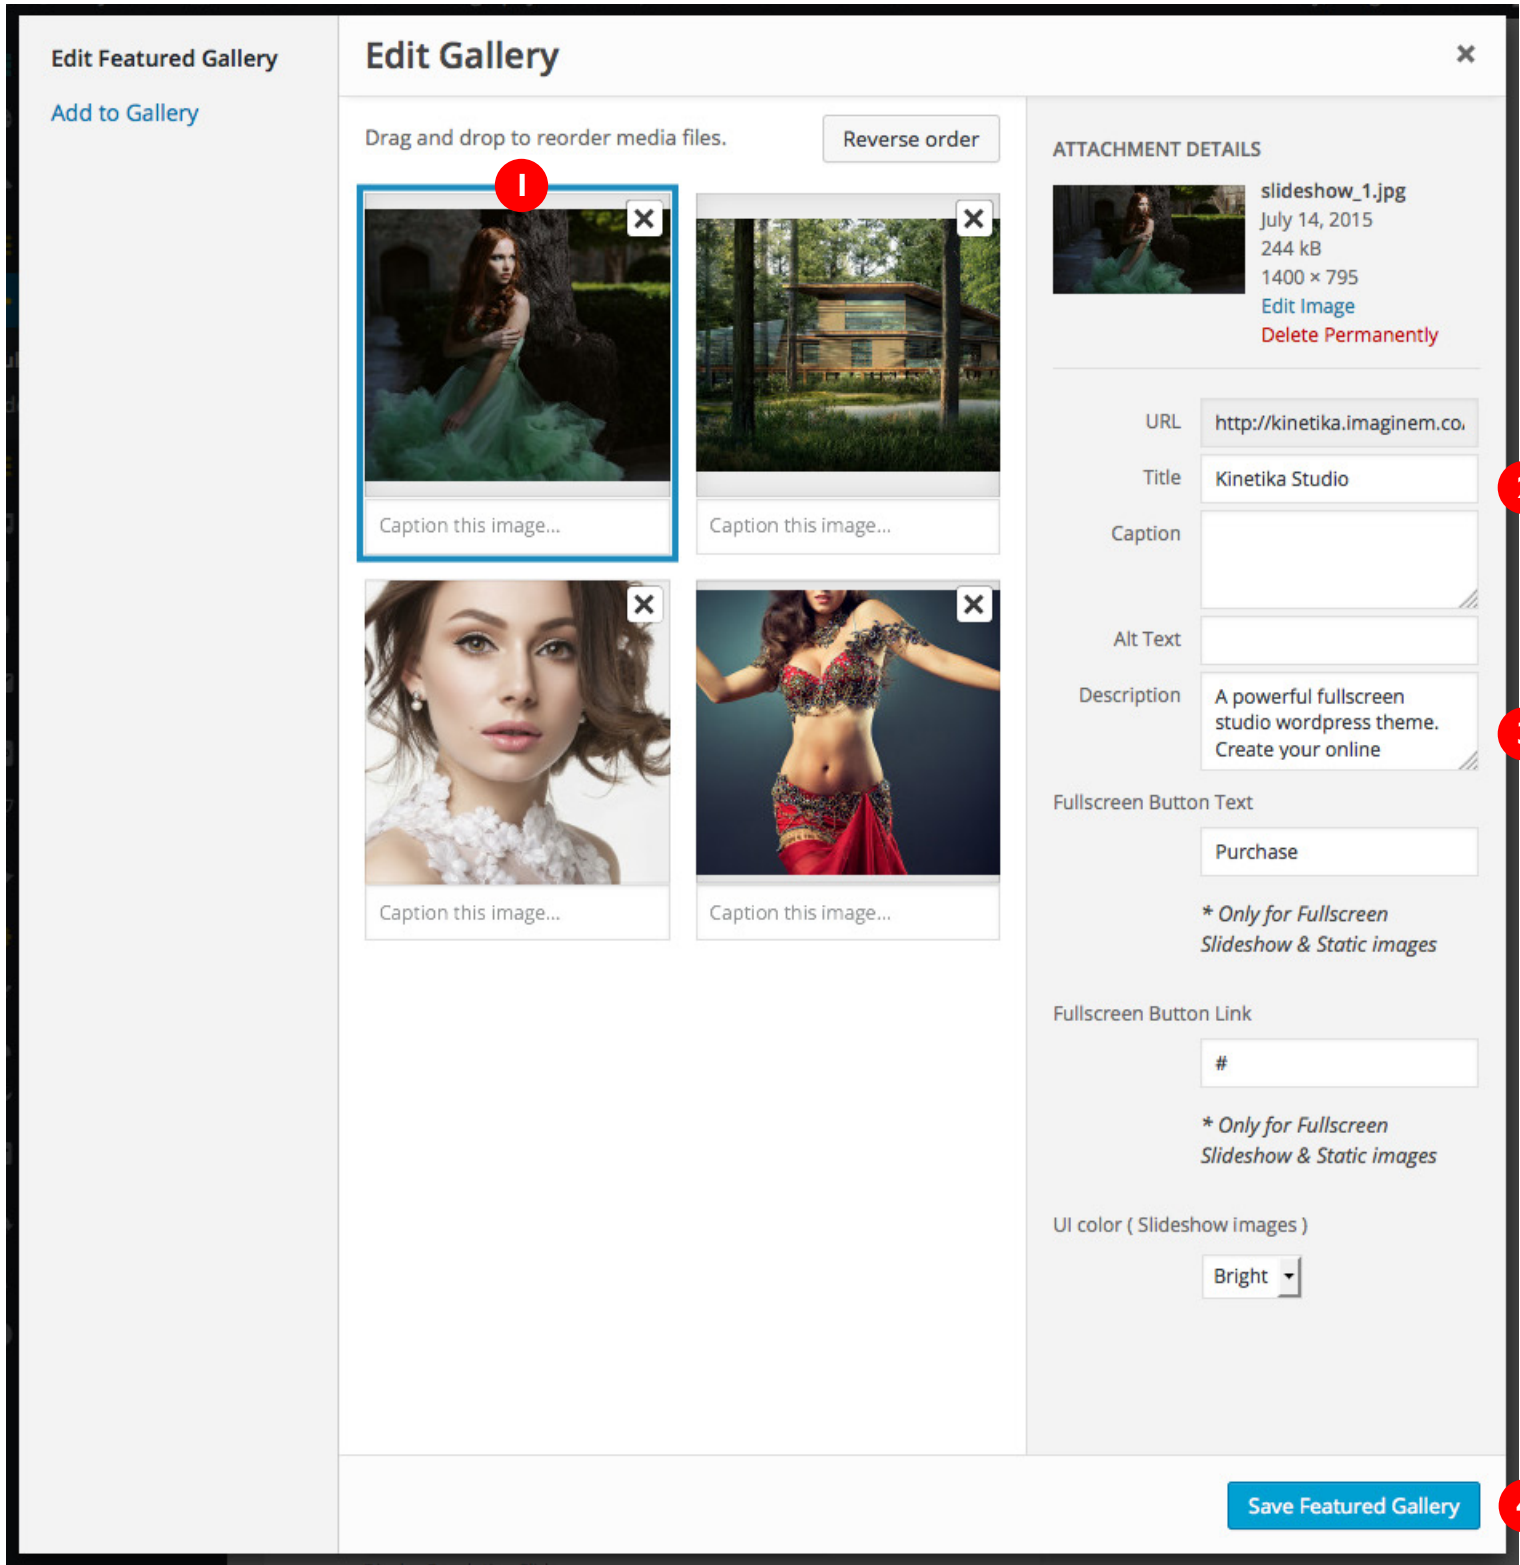 Edit Featured Gallery
Add to Gallery
Edit Gallery
Drag and drop to reorder media files.
Reverse order
1
Caption this image...
Caption this image...
Caption this image...
Caption this image...
ATTACHMENT DETAILS
slideshow_1.jpg
July 14, 2015
244 kB
1400 × 795
Edit Image
Delete Permanently
URL
http://kinetika.imaginem.co
Title
Kinetika Studio
2
Caption
Alt Text
Description
A powerful fullscreen
studio wordpress theme.
Create your online
3
Fullscreen Button Text
Purchase
* Only for Fullscreen
Slideshow & Static images
Fullscreen Button Link
#
* Only for Fullscreen
Slideshow & Static images
UI color ( Slideshow images )
Bright
Save Featured Gallery
4